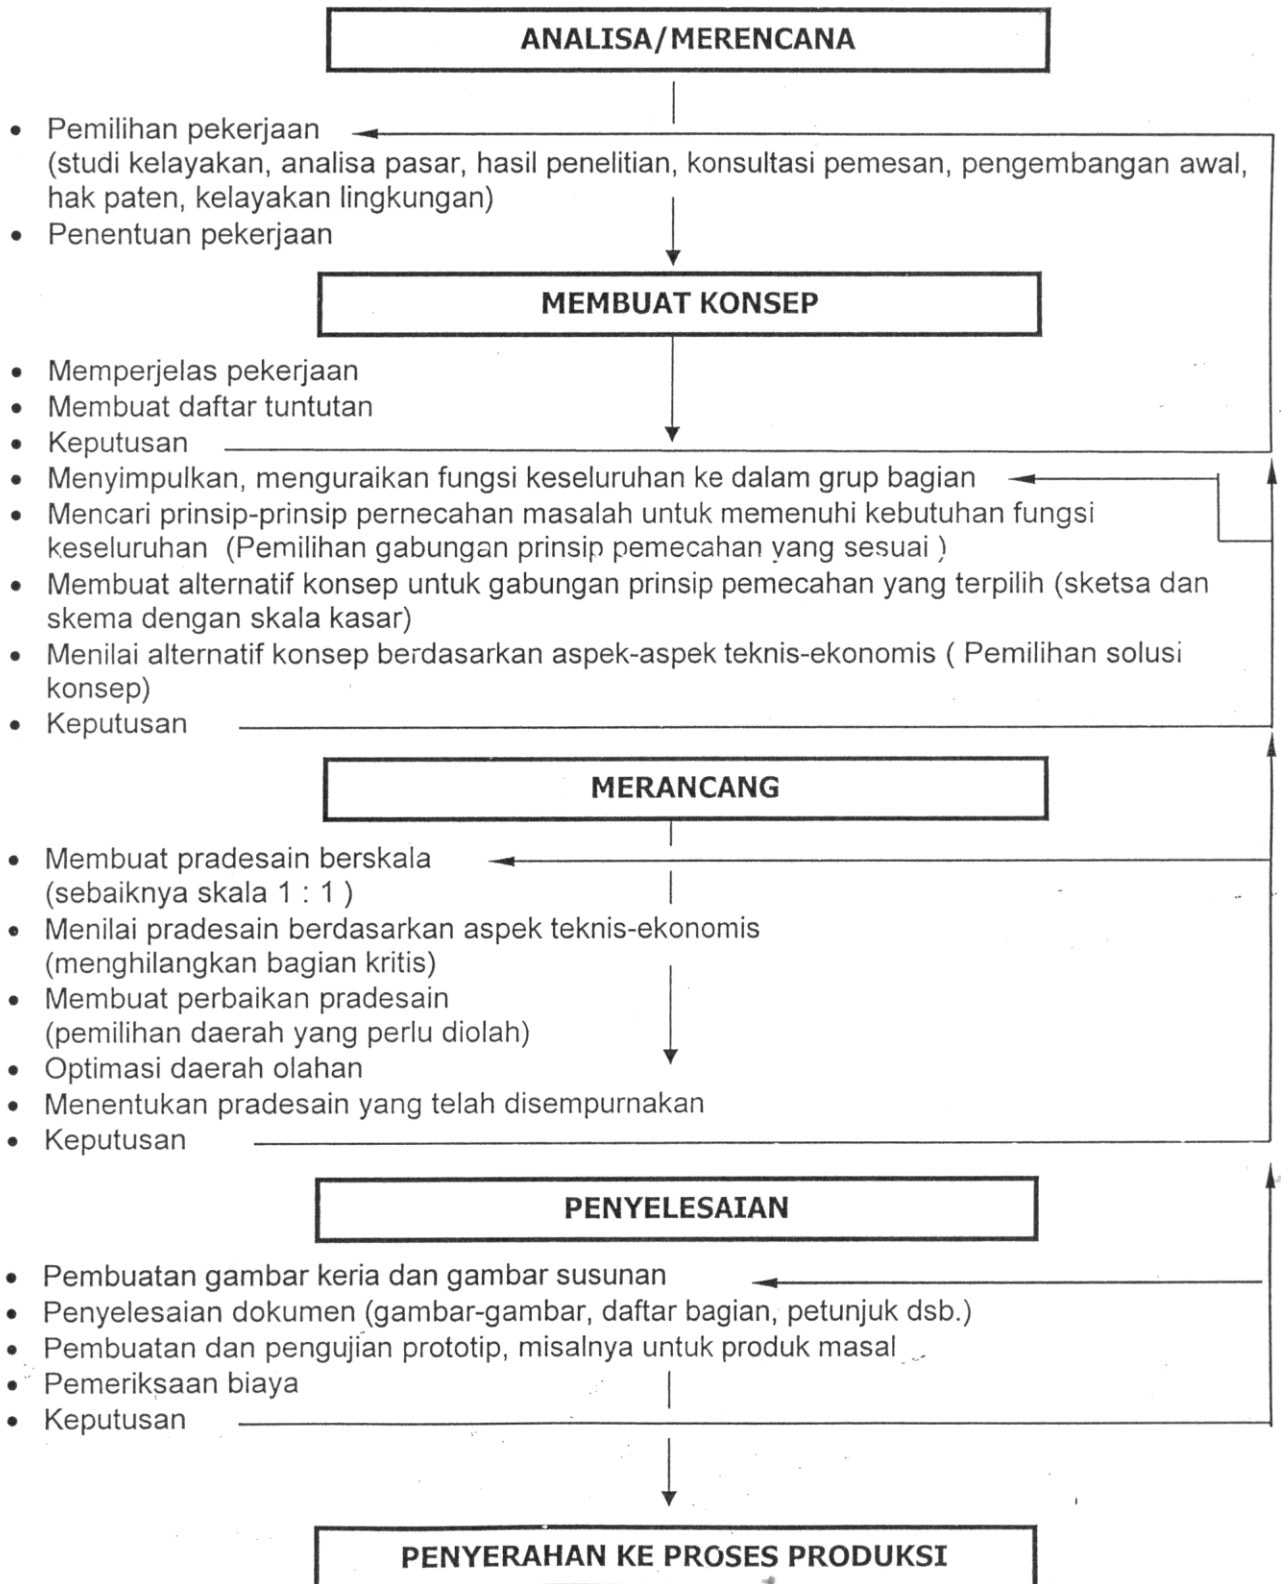 ANALISA/MERENCANA
• Pemilihan pekerjaan
(studi kelayakan, analisa pasar, hasil penelitian, konsultasi pemesan, pengembangan awal,
hak paten, kelayakan lingkungan)
• Penentuan pekerjaan
MEMBUAT KONSEP
• Memperjelas pekerjaan
• Membuat daftar tuntutan
• Keputusan
• Menyimpulkan, menguraikan fungsi keseluruhan ke dalam grup bagian
• Mencari prinsip-prinsip pernecahan masalah untuk memenuhi kebutuhan fungsi
keseluruhan (Pemilihan gabungan prinsip pemecahan yang sesuai )
• Membuat alternatif konsep untuk gabungan prinsip pemecahan yang terpilih (sketsa dan
skema dengan skala kasar)
• Menilai alternatif konsep berdasarkan aspek-aspek teknis-ekonomis ( Pemilihan solusi
konsep)
• Keputusan
MERANCANG
• Membuat pradesain berskala
(sebaiknya skala 1 : 1 )
• Menilai pradesain berdasarkan aspek teknis-ekonomis
(menghilangkan bagian kritis)
• Membuat perbaikan pradesain
(pemilihan daerah yang perlu diolah)
• Optimasi daerah olahan
• Menentukan pradesain yang telah disempurnakan
• Keputusan
PENYELESAIAN
• Pembuatan gambar keria dan gambar susunan
• Penyelesaian dokumen (gambar-gambar, daftar bagian, petunjuk dsb.)
• Pembuatan dan pengujian prototip, misalnya untuk produk masal
• Pemeriksaan biaya
• Keputusan
PENYERAHAN KE PROSES PRODUKSI